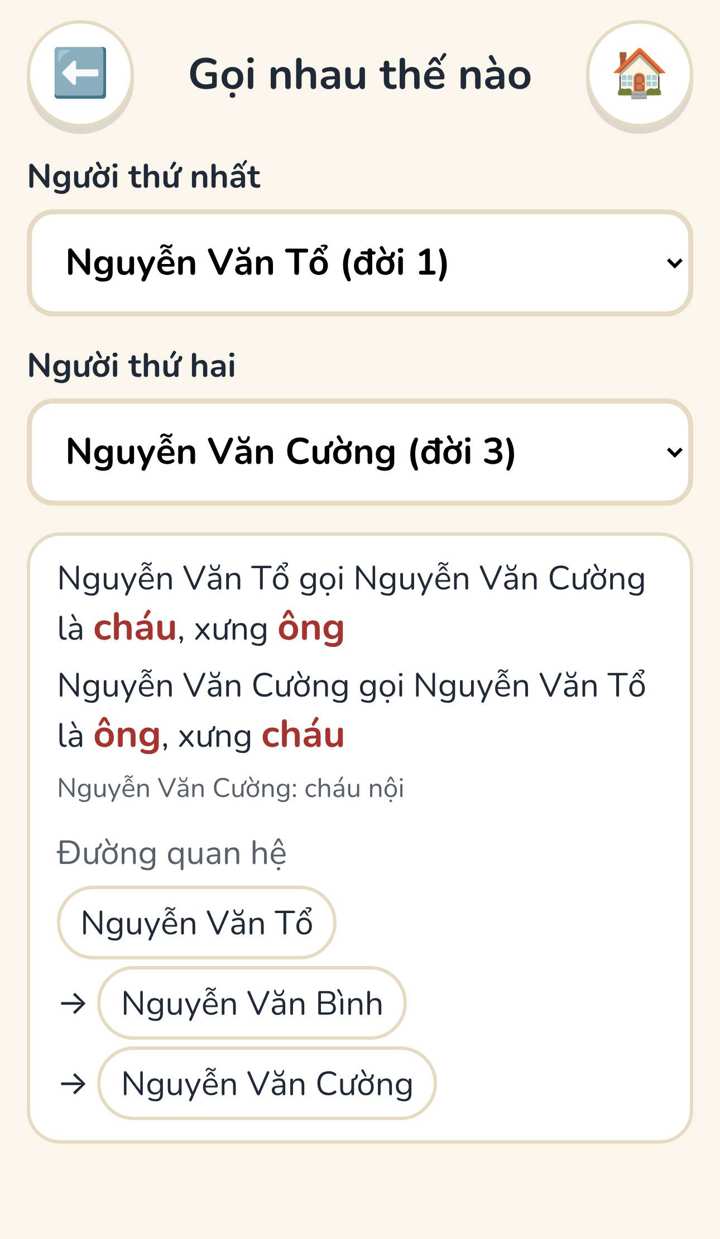 Gọi nhau thế nào
Người thứ nhất
Nguyễn Văn Tổ (đời 1)
Người thứ hai
Nguyễn Văn Cường (đời 3)
Nguyễn Văn Tổ gọi Nguyễn Văn Cường
là cháu, xưng ông
Nguyễn Văn Cường gọi Nguyễn Văn Tổ
là ông, xưng cháu
Nguyễn Văn Cường: cháu nội
Đường quan hệ
Nguyễn Văn Tổ
→ Nguyễn Văn Bình
→ Nguyễn Văn Cường